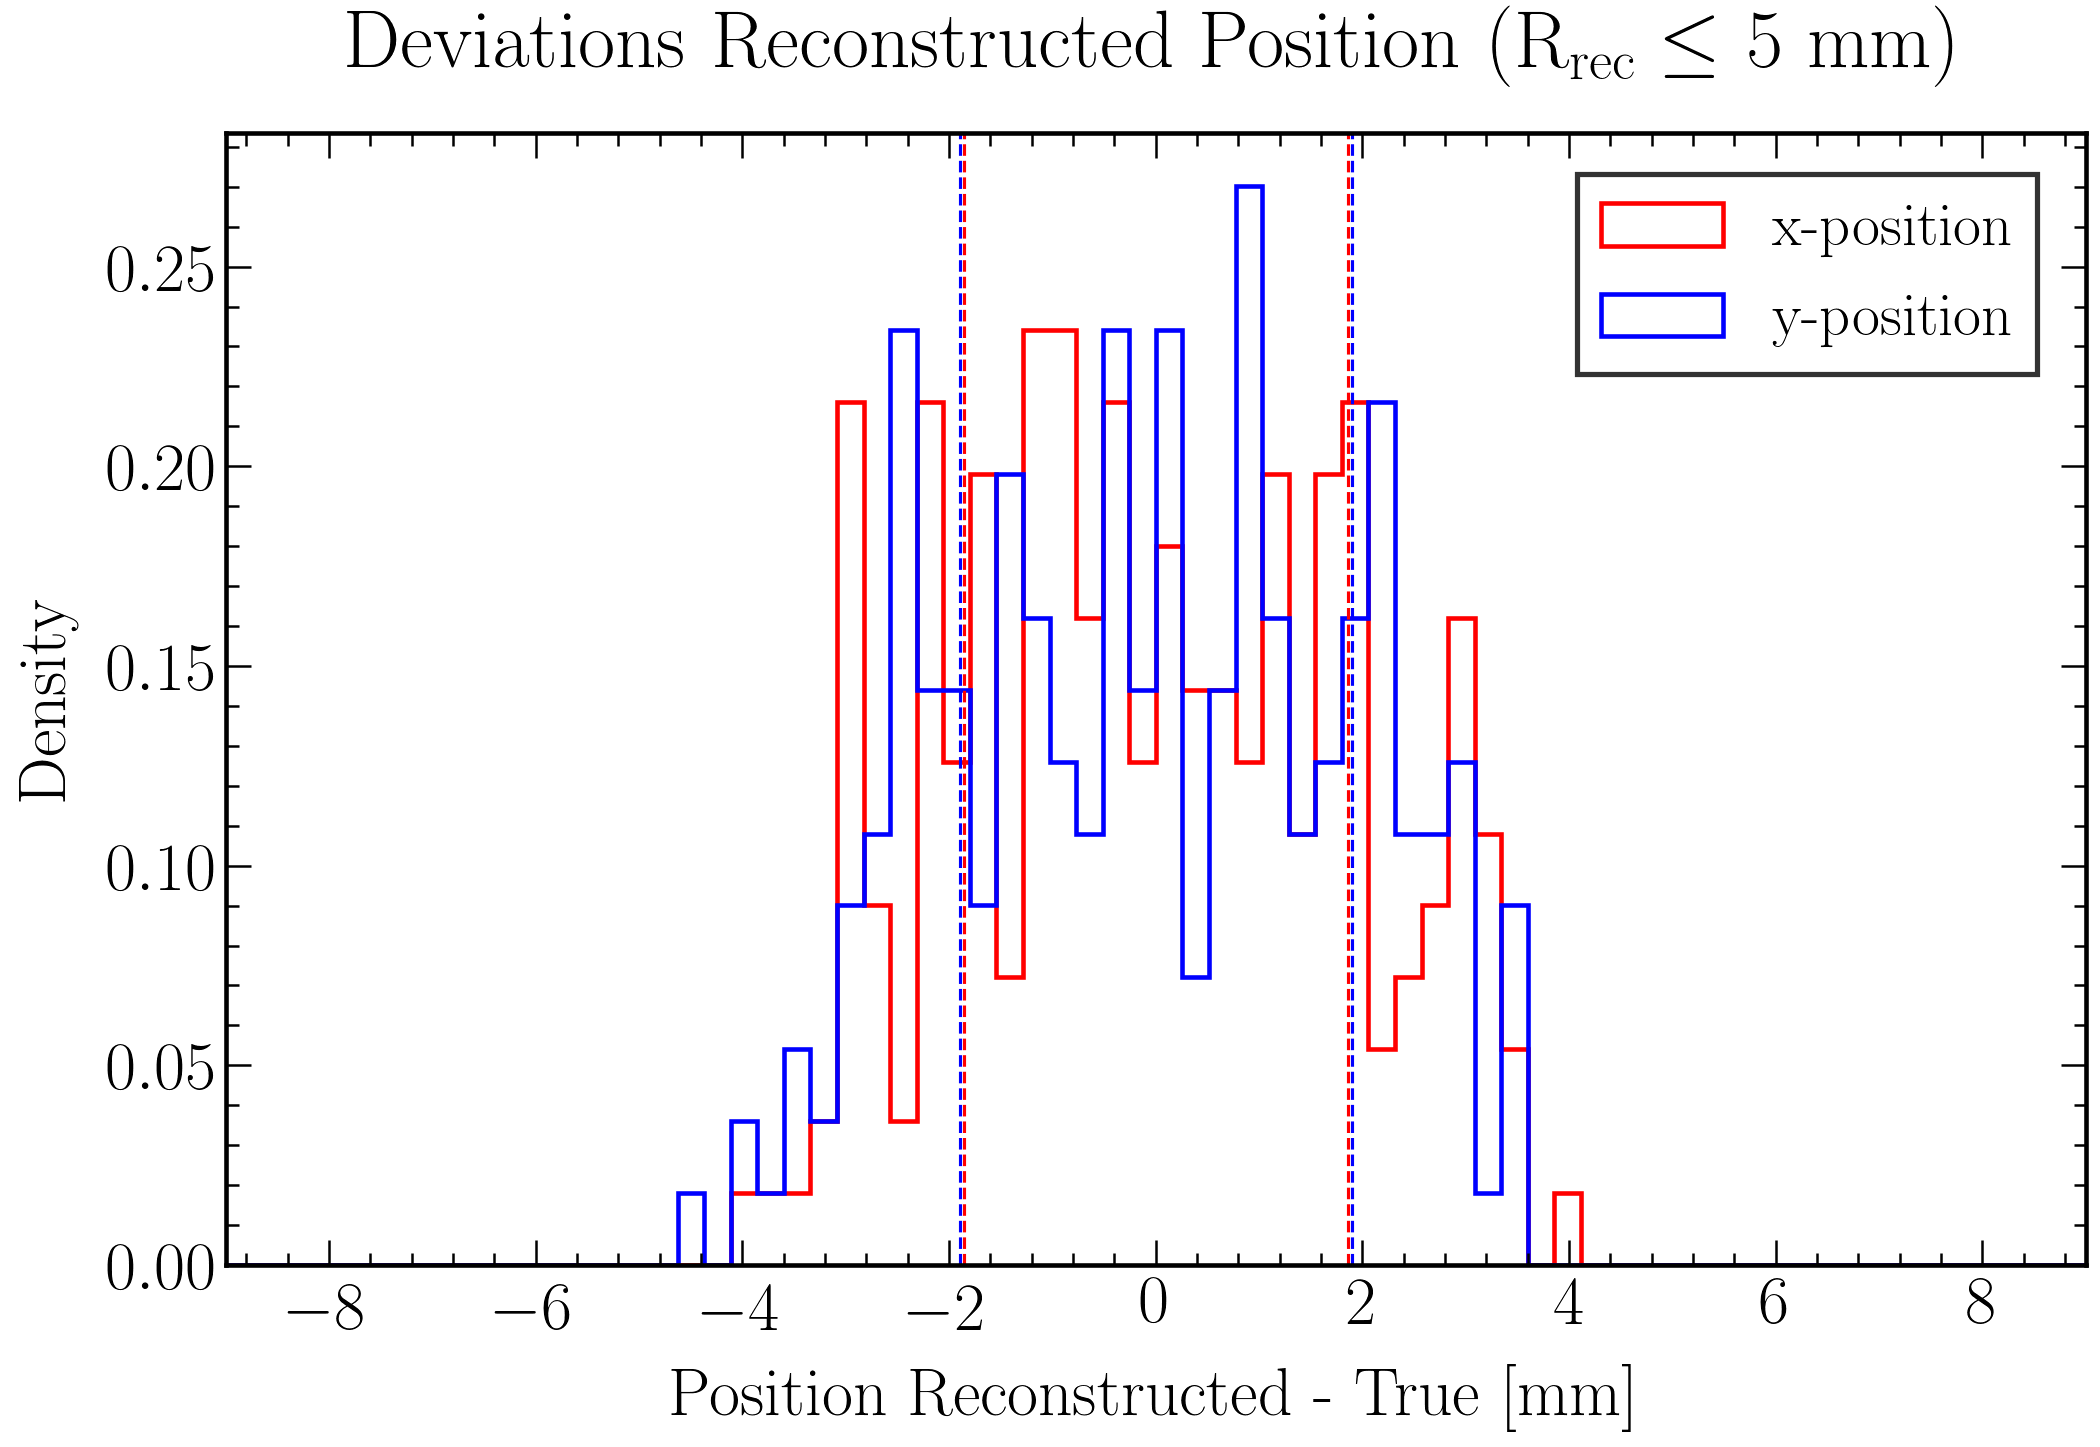 Deviations Reconstructed Position (R_rec ≤ 5 mm)
x-position
y-position
Density
0.25
0.20
0.15
0.10
0.05
0.00
−8 −6 −4 −2 0 2 4 6 8
Position Reconstructed - True [mm]